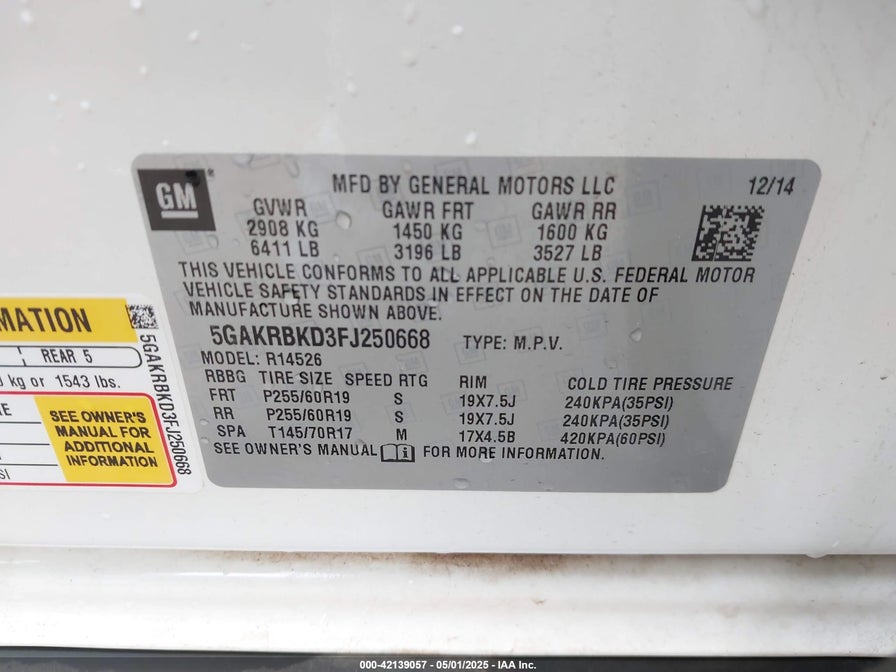 GM
MFD BY GENERAL MOTORS LLC 12/14
GVWR GAWR FRT GAWR RR
2908 KG 1450 KG 1600 KG
6411 LB 3196 LB 3527 LB
THIS VEHICLE CONFORMS TO ALL APPLICABLE U.S. FEDERAL MOTOR
VEHICLE SAFETY STANDARDS IN EFFECT ON THE DATE OF
MANUFACTURE SHOWN ABOVE.
5GAKRBKD3FJ250668 TYPE: M.P.V.
MODEL: R14526
RBBG TIRE SIZE SPEED RTG RIM COLD TIRE PRESSURE
FRT P255/60R19 S 19X7.5J 240KPA(35PSI)
RR P255/60R19 S 19X7.5J 240KPA(35PSI)
SPA T145/70R17 M 17X4.5B 420KPA(60PSI)
SEE OWNER'S MANUAL FOR MORE INFORMATION.
REAR 5
kg or 1543 lbs.
SEE OWNER'S
MANUAL FOR
ADDITIONAL
INFORMATION
5GAKRBKD3FJ250668
000-42139057 - 05/01/2025 - IAA Inc.